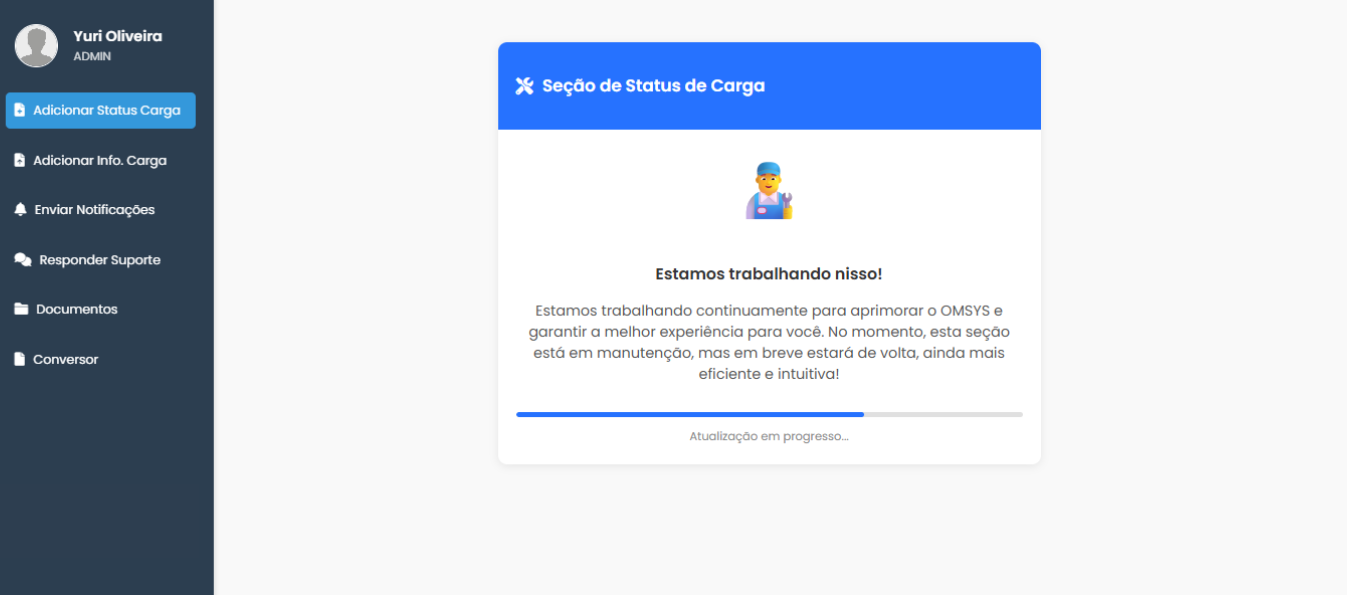 Yuri Oliveira
ADMIN
Adicionar Status Carga
Adicionar Info. Carga
Enviar Notificações
Responder Suporte
Documentos
Conversor
Seção de Status de Carga
Estamos trabalhando nisso!
Estamos trabalhando continuamente para aprimorar o OMSYS e
garantir a melhor experiência para você. No momento, esta seção
está em manutenção, mas em breve estará de volta, ainda mais
eficiente e intuitiva!
Atualização em progresso...